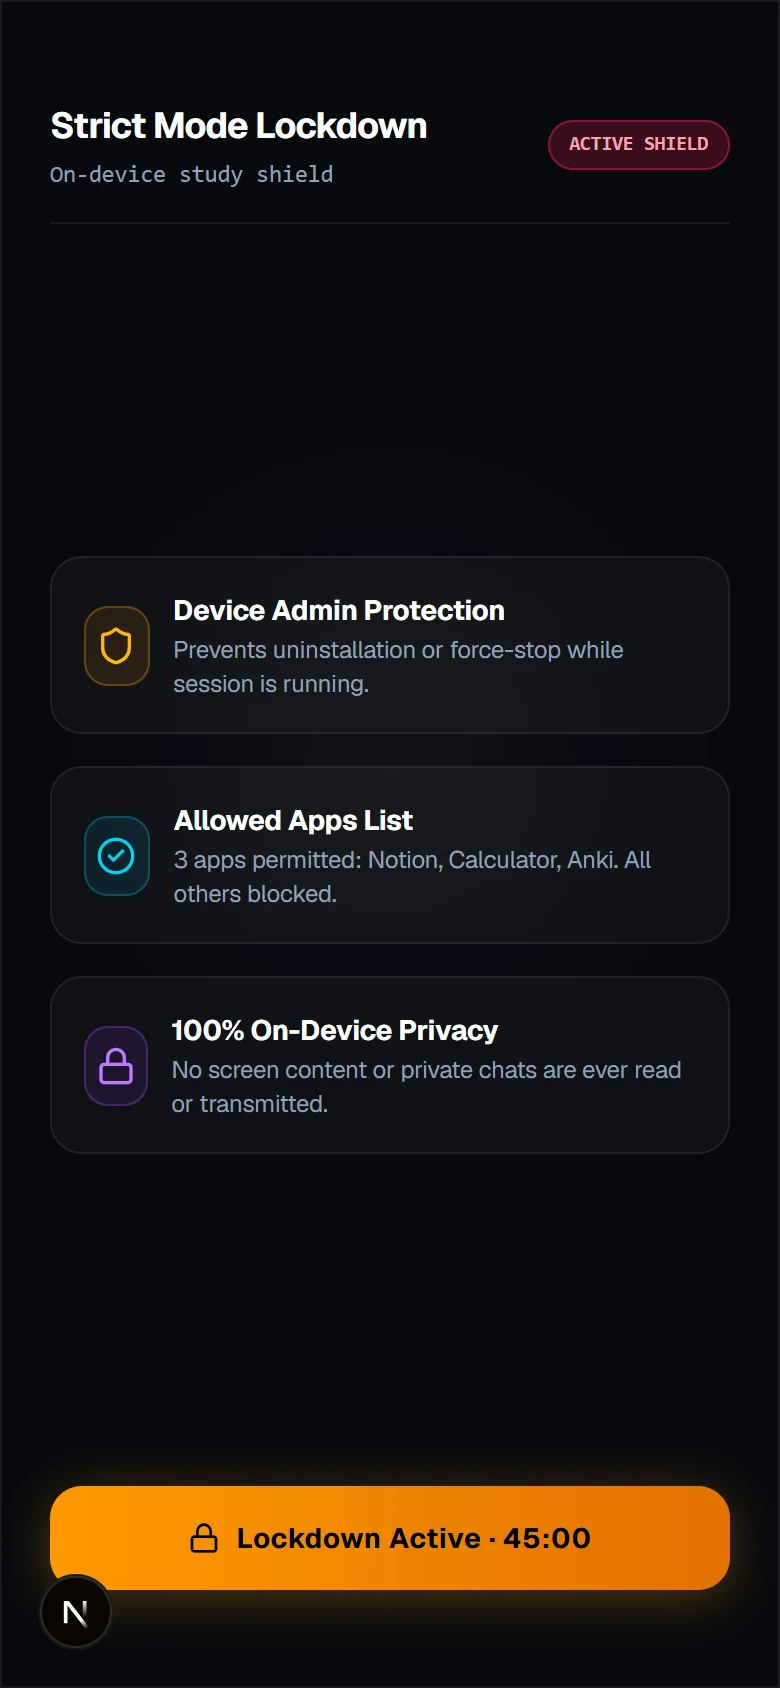 Strict Mode Lockdown
On-device study shield
ACTIVE SHIELD
Device Admin Protection
Prevents uninstallation or force-stop while
session is running.
Allowed Apps List
3 apps permitted: Notion, Calculator, Anki. All
others blocked.
100% On-Device Privacy
No screen content or private chats are ever read
or transmitted.
Lockdown Active · 45:00
N